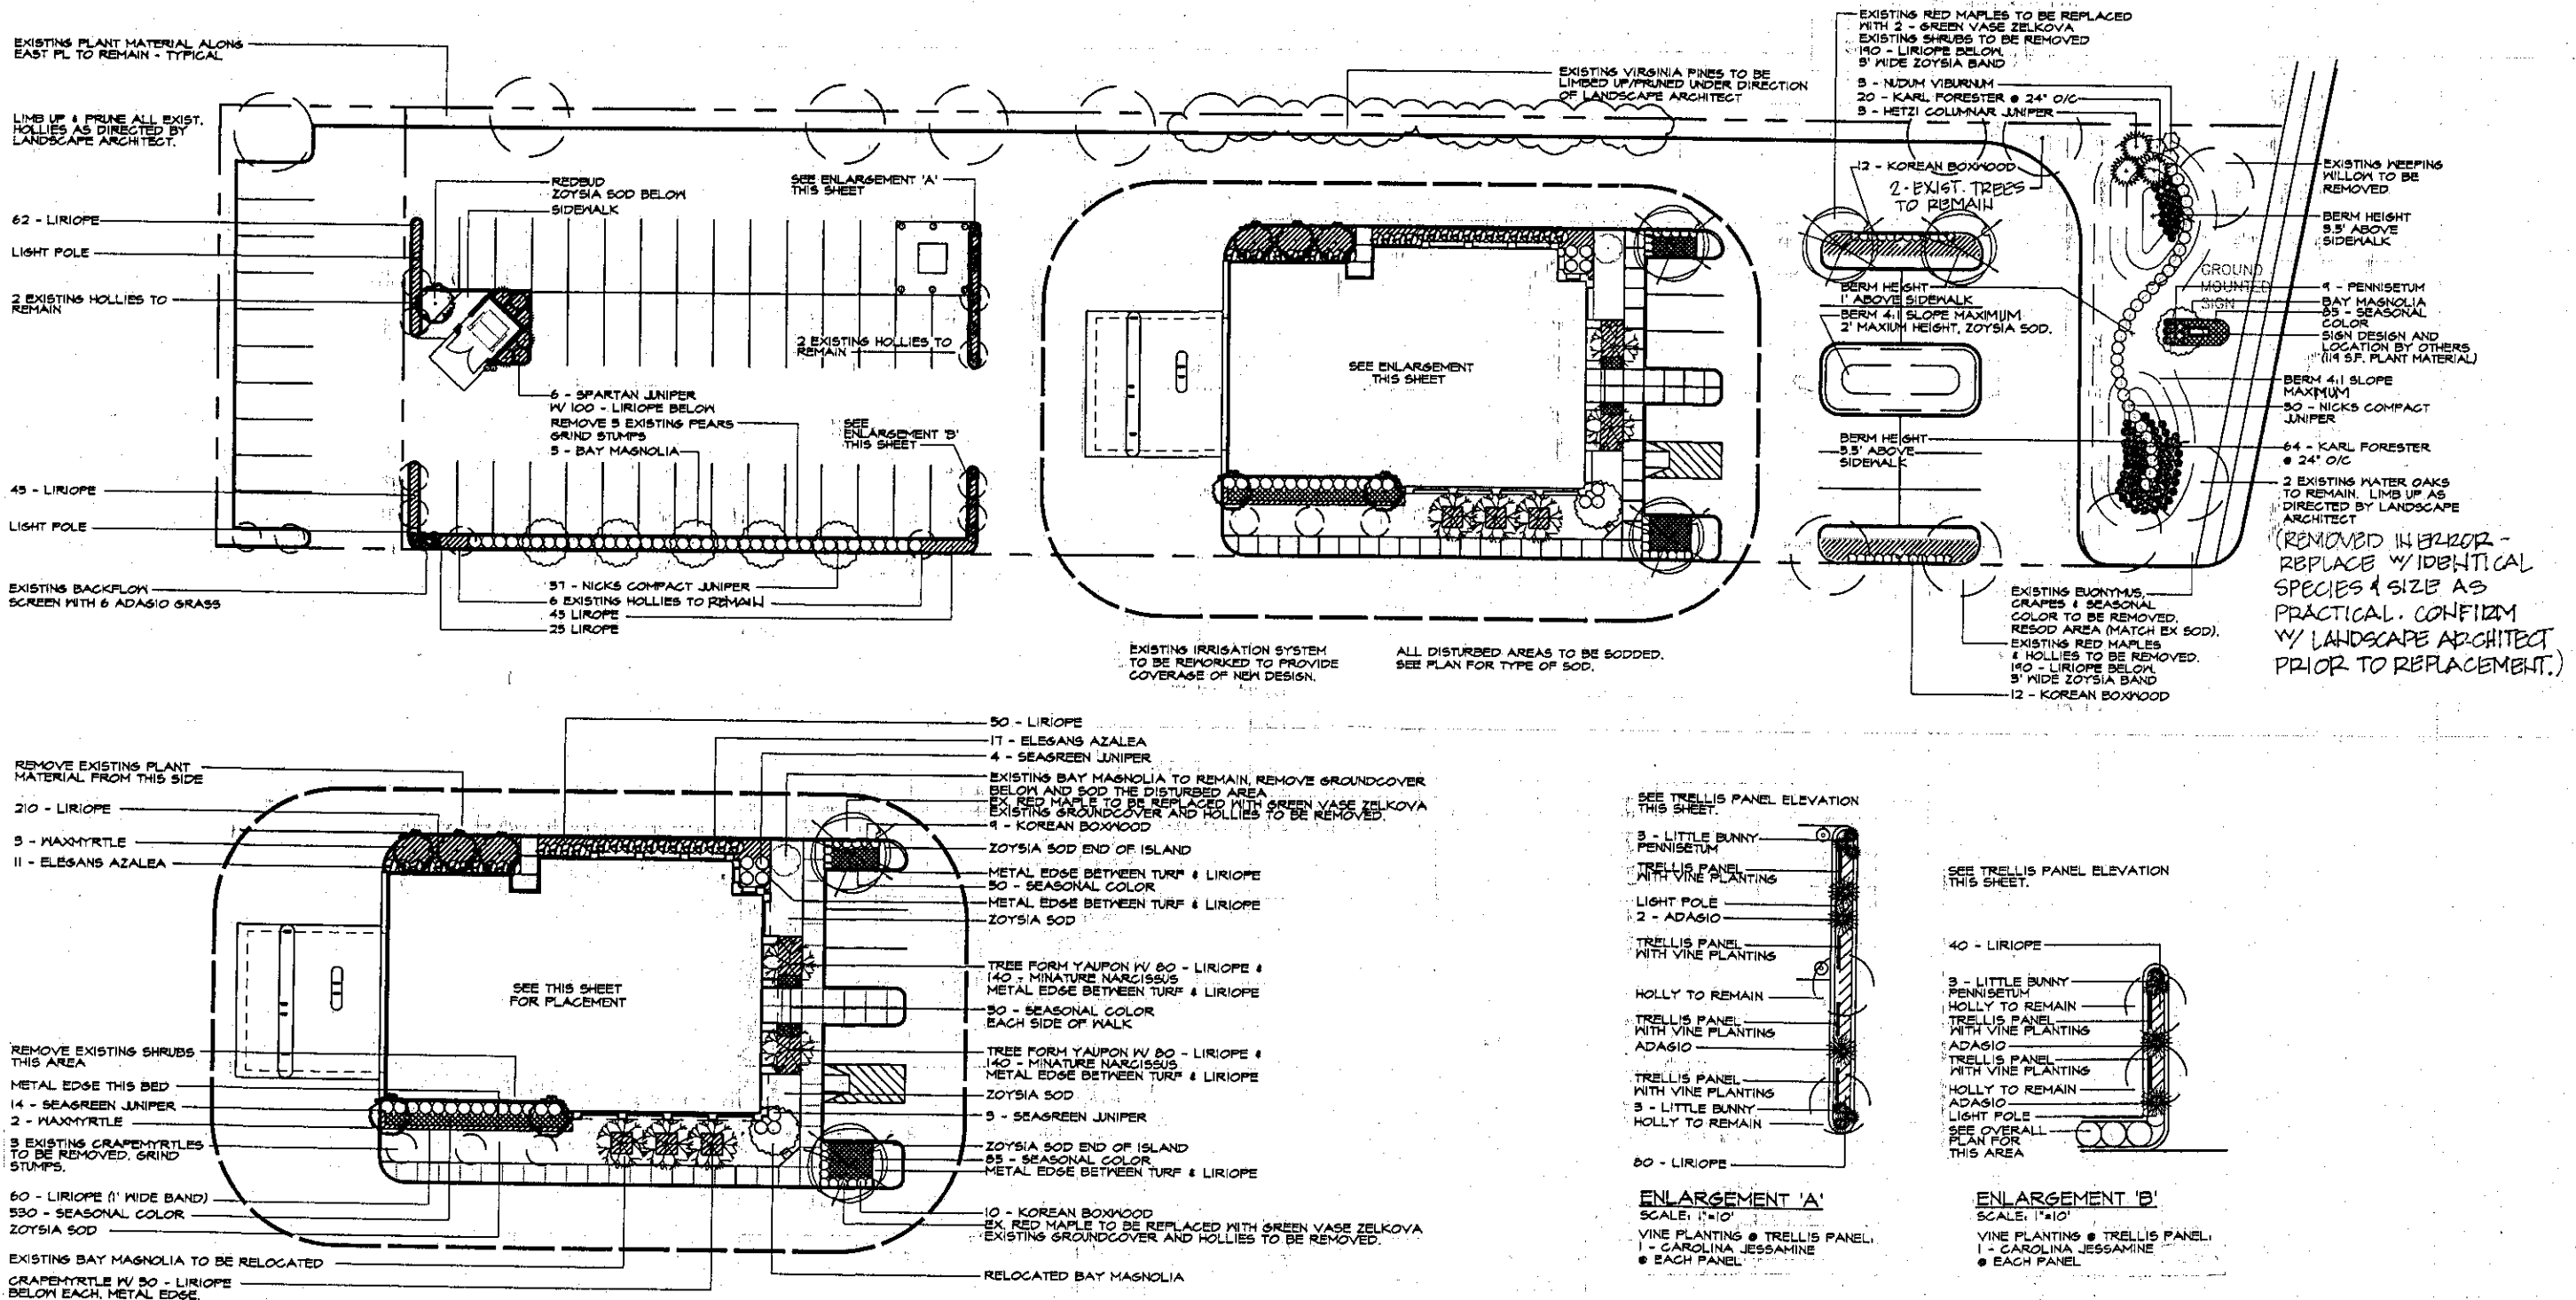 EXISTING PLANT MATERIAL ALONG
EAST PL TO REMAIN - TYPICAL
LIMB UP & PRUNE ALL EXIST.
HOLLIES AS DIRECTED BY
LANDSCAPE ARCHITECT.
62 - LIRIOPE
LIGHT POLE
2 EXISTING HOLLIES TO
REMAIN
45 - LIRIOPE
LIGHT POLE
EXISTING BACKFLOW
SCREEN WITH 6 ADAGIO GRASS
REDBUD
ZOYSIA SOD BELOW
SIDEWALK
SEE ENLARGEMENT 'A'
THIS SHEET
2 EXISTING HOLLIES TO
REMAIN
6 - SPARTAN JUNIPER
W/ 100 - LIRIOPE BELOW
REMOVE 5 EXISTING PEARS
GRIND STUMPS
5 - BAY MAGNOLIA
SEE
ENLARGEMENT 'B'
THIS SHEET
37 - NICKS COMPACT JUNIPER
6 EXISTING HOLLIES TO REMAIN
45 LIROPE
25 LIROPE
EXISTING VIRGINIA PINES TO BE
LIMBED UP/PRUNED UNDER DIRECTION
OF LANDSCAPE ARCHITECT
SEE ENLARGEMENT
THIS SHEET
EXISTING IRRIGATION SYSTEM
TO BE REWORKED TO PROVIDE
COVERAGE OF NEW DESIGN.
ALL DISTURBED AREAS TO BE SODDED.
SEE PLAN FOR TYPE OF SOD.
EXISTING RED MAPLES TO BE REPLACED
WITH 2 - GREEN VASE ZELKOVA
EXISTING SHRUBS TO BE REMOVED
190 - LIRIOPE BELOW
3' WIDE ZOYSIA BAND
3 - NUDUM VIBURNUM
20 - KARL FORESTER @ 24" O/C
3 - HETZI COLUMNAR JUNIPER
12 - KOREAN BOXWOOD
2 - EXIST. TREES
TO REMAIN
BERM HEIGHT
1' ABOVE SIDEWALK
BERM 4:1 SLOPE MAXIMUM
2' MAXIUM HEIGHT, ZOYSIA SOD.
BERM HEIGHT
3.5' ABOVE
SIDEWALK
EXISTING WEEPING
WILLOW TO BE
REMOVED
BERM HEIGHT
3.5' ABOVE
SIDEWALK
GROUND
MOUNTED
SIGN
9 - PENNISETUM
BAY MAGNOLIA
85 - SEASONAL
COLOR
SIGN DESIGN AND
LOCATION BY OTHERS
(119 S.F. PLANT MATERIAL)
BERM 4:1 SLOPE
MAXIMUM
30 - NICKS COMPACT
JUNIPER
64 - KARL FORESTER
@ 24" O/C
2 EXISTING WATER OAKS
TO REMAIN. LIMB UP AS
DIRECTED BY LANDSCAPE
ARCHITECT
(REMOVED IN ERROR -
REPLACE W/ IDENTICAL
SPECIES & SIZE AS
PRACTICAL. CONFIRM
W/ LANDSCAPE ARCHITECT
PRIOR TO REPLACEMENT.)
EXISTING EUONYMUS,
CRAPES & SEASONAL
COLOR TO BE REMOVED.
RESOD AREA (MATCH EX SOD).
EXISTING RED MAPLES
& HOLLIES TO BE REMOVED.
190 - LIRIOPE BELOW
3' WIDE ZOYSIA BAND
12 - KOREAN BOXWOOD
REMOVE EXISTING PLANT
MATERIAL FROM THIS SIDE
210 - LIRIOPE
3 - WAXMYRTLE
11 - ELEGANS AZALEA
REMOVE EXISTING SHRUBS
THIS AREA
METAL EDGE THIS BED
14 - SEAGREEN JUNIPER
2 - WAXMYRTLE
3 EXISTING CRAPEMYRTLES
TO BE REMOVED. GRIND
STUMPS.
60 - LIRIOPE (1' WIDE BAND)
530 - SEASONAL COLOR
ZOYSIA SOD
EXISTING BAY MAGNOLIA TO BE RELOCATED
CRAPEMYRTLE W/ 30 - LIRIOPE
BELOW EACH, METAL EDGE.
SEE THIS SHEET
FOR PLACEMENT
50 - LIRIOPE
17 - ELEGANS AZALEA
4 - SEAGREEN JUNIPER
EXISTING BAY MAGNOLIA TO REMAIN, REMOVE GROUNDCOVER
BELOW AND SOD THE DISTURBED AREA
EX. RED MAPLE TO BE REPLACED WITH GREEN VASE ZELKOVA
EXISTING GROUNDCOVER AND HOLLIES TO BE REMOVED.
9 - KOREAN BOXWOOD
ZOYSIA SOD END OF ISLAND
METAL EDGE BETWEEN TURF & LIRIOPE
50 - SEASONAL COLOR
METAL EDGE BETWEEN TURF & LIRIOPE
ZOYSIA SOD
TREE FORM YAUPON W/ 80 - LIRIOPE &
140 - MINATURE NARCISSUS
METAL EDGE BETWEEN TURF & LIRIOPE
50 - SEASONAL COLOR
EACH SIDE OF WALK
TREE FORM YAUPON W/ 80 - LIRIOPE &
140 - MINATURE NARCISSUS
METAL EDGE BETWEEN TURF & LIRIOPE
ZOYSIA SOD
3 - SEAGREEN JUNIPER
ZOYSIA SOD END OF ISLAND
85 - SEASONAL COLOR
METAL EDGE BETWEEN TURF & LIRIOPE
10 - KOREAN BOXWOOD
EX. RED MAPLE TO BE REPLACED WITH GREEN VASE ZELKOVA
EXISTING GROUNDCOVER AND HOLLIES TO BE REMOVED.
RELOCATED BAY MAGNOLIA
SEE TRELLIS PANEL ELEVATION
THIS SHEET.
3 - LITTLE BUNNY
PENNISETUM
TRELLIS PANEL
WITH VINE PLANTING
LIGHT POLE
2 - ADAGIO
TRELLIS PANEL
WITH VINE PLANTING
HOLLY TO REMAIN
TRELLIS PANEL
WITH VINE PLANTING
ADAGIO
TRELLIS PANEL
WITH VINE PLANTING
3 - LITTLE BUNNY
HOLLY TO REMAIN
80 - LIRIOPE
ENLARGEMENT 'A'
SCALE: 1"=10'
VINE PLANTING @ TRELLIS PANEL:
1 - CAROLINA JESSAMINE
@ EACH PANEL
SEE TRELLIS PANEL ELEVATION
THIS SHEET.
40 - LIRIOPE
3 - LITTLE BUNNY
PENNISETUM
HOLLY TO REMAIN
TRELLIS PANEL
WITH VINE PLANTING
ADAGIO
TRELLIS PANEL
WITH VINE PLANTING
HOLLY TO REMAIN
ADAGIO
LIGHT POLE
SEE OVERALL
PLAN FOR
THIS AREA
ENLARGEMENT 'B'
SCALE: 1"=10'
VINE PLANTING @ TRELLIS PANEL:
1 - CAROLINA JESSAMINE
@ EACH PANEL